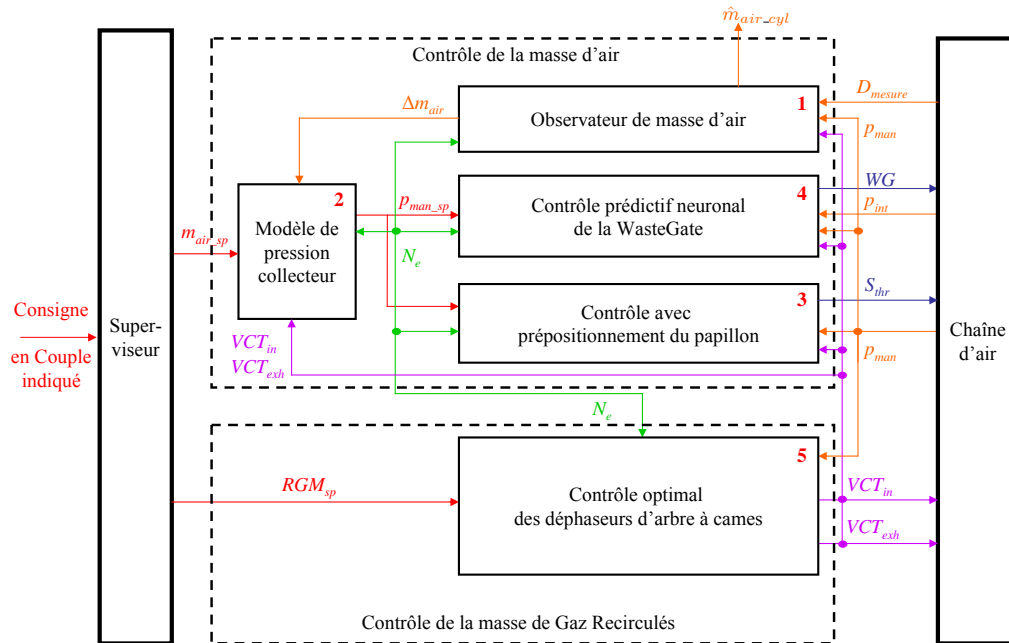 m̂air_cyl
Contrôle de la masse d'air
Dmesure
1
Δmair
Observateur de masse d'air
pman
4
WG
2
pman_sp
Contrôle prédictif neuronal
de la WasteGate
pint
Modèle de
pression
collecteur
mair_sp
Ne
3
Sthr
Consigne
en Couple
indiqué
Super-
viseur
Contrôle avec
prépositionnement du papillon
Chaîne
d'air
VCTin
VCTexh
pman
Ne
5
RGMsp
Contrôle optimal
des déphaseurs d'arbre à cames
VCTin
VCTexh
Contrôle de la masse de Gaz Recirculés